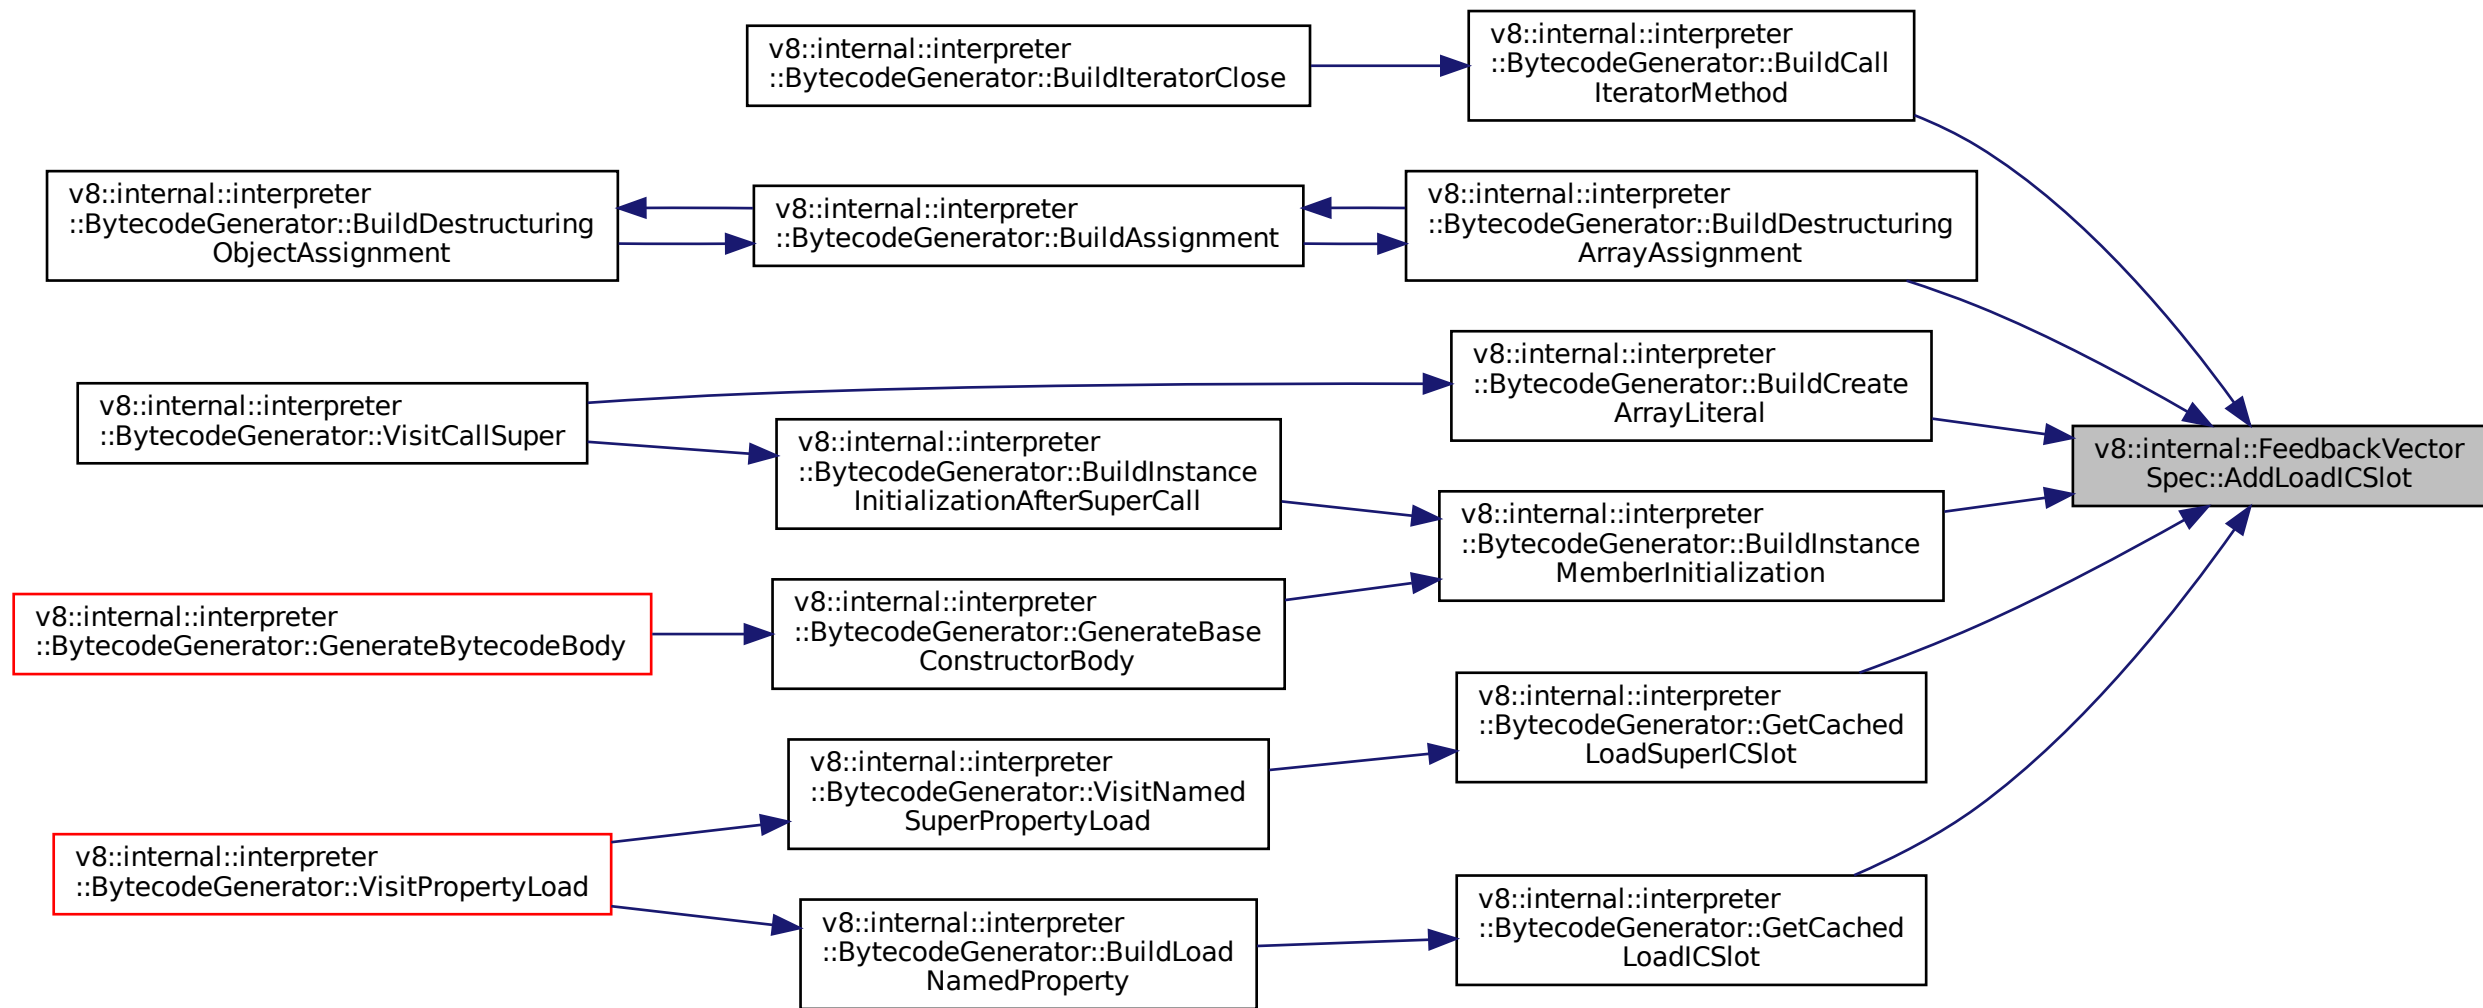 v8::internal::interpreter
::BytecodeGenerator::BuildIteratorClose
v8::internal::interpreter
::BytecodeGenerator::BuildCall
IteratorMethod
v8::internal::interpreter
::BytecodeGenerator::BuildDestructuring
ObjectAssignment
v8::internal::interpreter
::BytecodeGenerator::BuildAssignment
v8::internal::interpreter
::BytecodeGenerator::BuildDestructuring
ArrayAssignment
v8::internal::interpreter
::BytecodeGenerator::VisitCallSuper
v8::internal::interpreter
::BytecodeGenerator::BuildCreate
ArrayLiteral
v8::internal::interpreter
::BytecodeGenerator::BuildInstance
InitializationAfterSuperCall
v8::internal::FeedbackVector
Spec::AddLoadICSlot
v8::internal::interpreter
::BytecodeGenerator::BuildInstance
MemberInitialization
v8::internal::interpreter
::BytecodeGenerator::GenerateBytecodeBody
v8::internal::interpreter
::BytecodeGenerator::GenerateBase
ConstructorBody
v8::internal::interpreter
::BytecodeGenerator::GetCached
LoadSuperICSlot
v8::internal::interpreter
::BytecodeGenerator::VisitNamed
SuperPropertyLoad
v8::internal::interpreter
::BytecodeGenerator::VisitPropertyLoad
v8::internal::interpreter
::BytecodeGenerator::BuildLoad
NamedProperty
v8::internal::interpreter
::BytecodeGenerator::GetCached
LoadICSlot